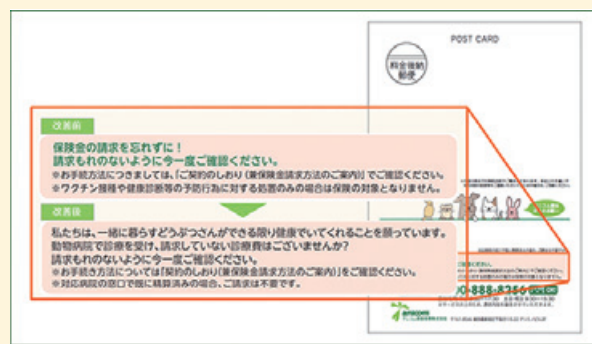 POST CARD
料金後納
郵便
改善前
保険金の請求を忘れずに！
請求もれのないように今一度ご確認ください。
※お手続方法につきましては、「ご契約のしおり（兼保険金請求方法のご案内）」でご確認ください。
※ワクチン接種や健康診断等の予防行為に対する処置のみの場合は保険の対象となりません。
改善後
私たちは、一緒に暮らすどうぶつさんができる限り健康でいてくれることを願っています。
動物病院で診療を受け、請求していない診療費はございませんか？
請求もれのないように今一度ご確認ください。
※お手続き方法については「契約のしおり（兼保険金請求方法のご案内）」をご確認ください。
※対応病院の窓口で既に精算済みの場合、ご請求は不要です。
anicom